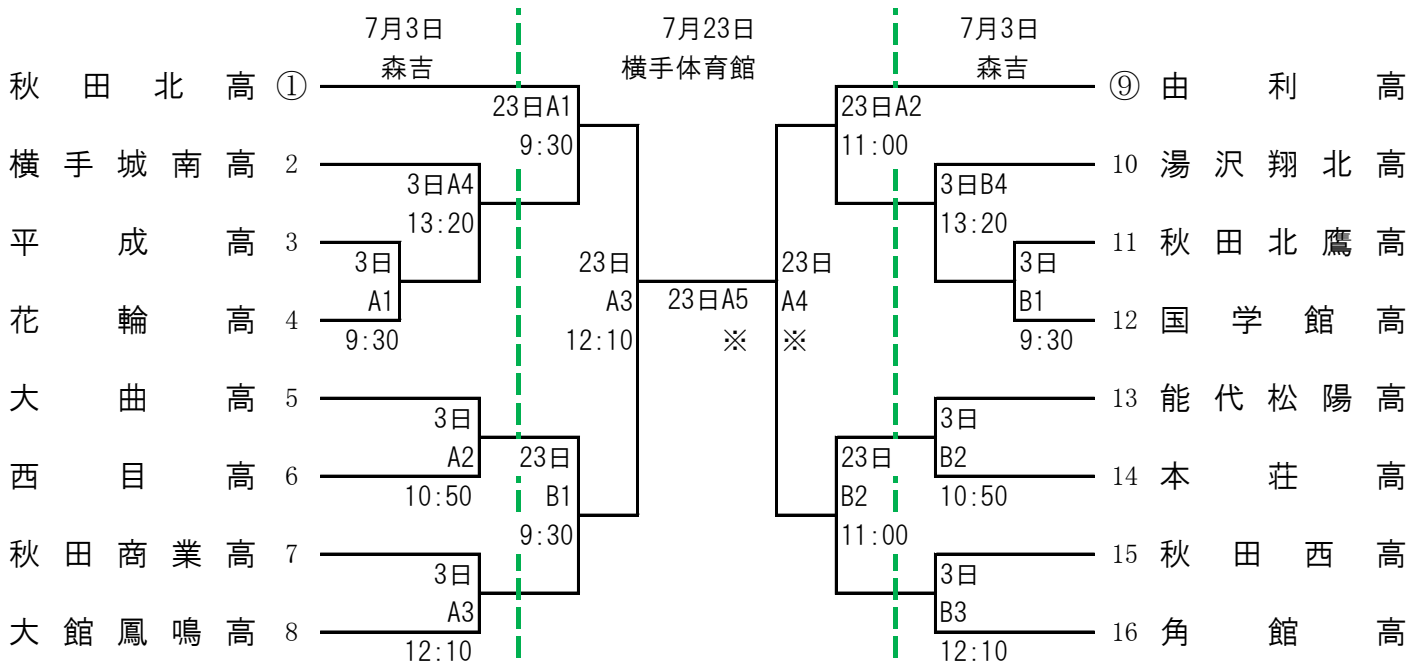 7月3日 7月23日 7月3日
森吉 横手体育館 森吉
秋田北高 ① ⑨ 由利高
23日A1 23日A2
9:30 11:00
横手城南高 2 10 湯沢翔北高
3日A4 3日B4
13:20 13:20
平成高 3 11 秋田北鷹高
3日 23日 23日 3日
A1 A3 23日A5 A4 B1
花輪高 4 12 国学館高
9:30 12:10 ※ ※ 9:30
大曲高 5 13 能代松陽高
3日 3日
A2 23日 23日 B2
西目高 6 14 本荘高
10:50 B1 B2 10:50
9:30 11:00
秋田商業高 7 15 秋田西高
3日 3日
A3 B3
大館鳳鳴高 8 16 角館高
12:10 12:10